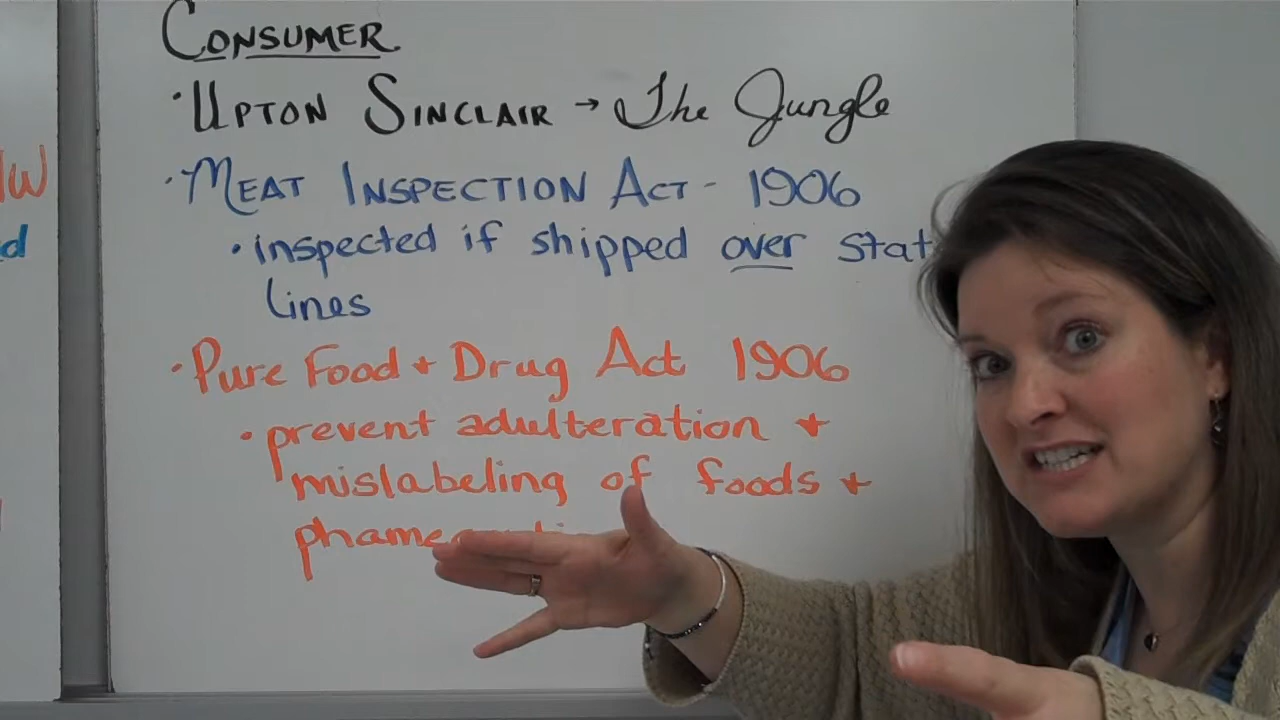 CONSUMER
• UPTON SINCLAIR → The Jungle
• MEAT INSPECTION ACT - 1906
• inspected if shipped over stat
lines
• Pure Food + Drug Act 1906
• prevent adulteration +
mislabeling of foods +
W
d